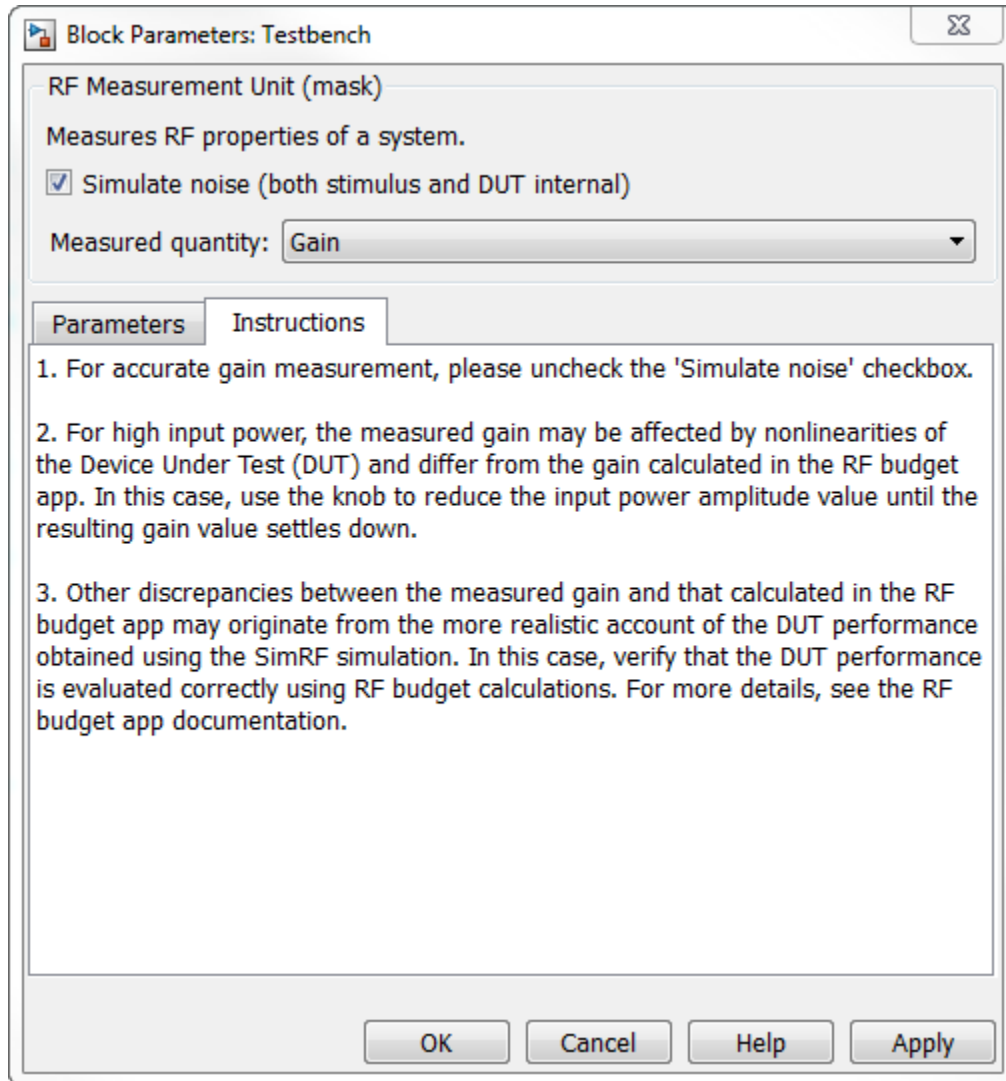 Block Parameters: Testbench
RF Measurement Unit (mask)
Measures RF properties of a system.
Simulate noise (both stimulus and DUT internal)
Measured quantity: Gain
Parameters Instructions
1. For accurate gain measurement, please uncheck the 'Simulate noise' checkbox.
2. For high input power, the measured gain may be affected by nonlinearities of
the Device Under Test (DUT) and differ from the gain calculated in the RF budget
app. In this case, use the knob to reduce the input power amplitude value until the
resulting gain value settles down.
3. Other discrepancies between the measured gain and that calculated in the RF
budget app may originate from the more realistic account of the DUT performance
obtained using the SimRF simulation. In this case, verify that the DUT performance
is evaluated correctly using RF budget calculations. For more details, see the RF
budget app documentation.
OK Cancel Help Apply